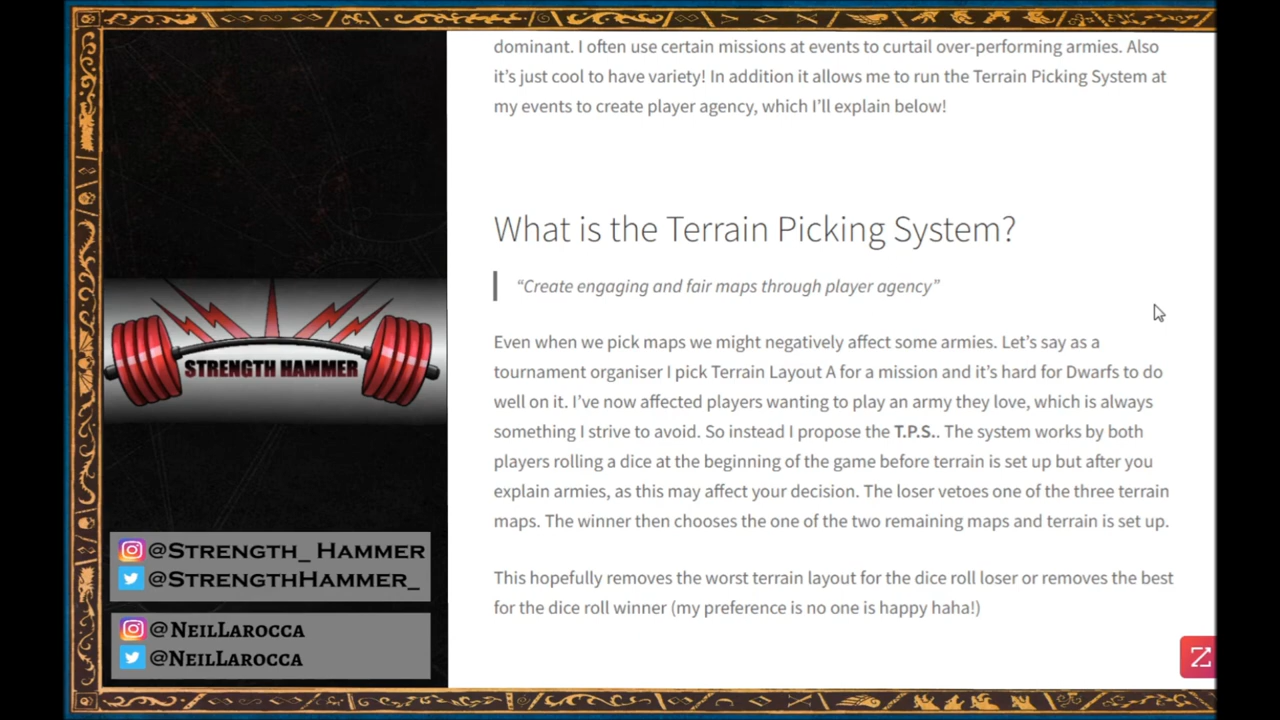 dominant. I often use certain missions at events to curtail over-performing armies. Also
it's just cool to have variety! In addition it allows me to run the Terrain Picking System at
my events to create player agency, which I'll explain below!
What is the Terrain Picking System?
“Create engaging and fair maps through player agency”
Even when we pick maps we might negatively affect some armies. Let's say as a
tournament organiser I pick Terrain Layout A for a mission and it's hard for Dwarfs to do
well on it. I've now affected players wanting to play an army they love, which is always
something I strive to avoid. So instead I propose the T.P.S.. The system works by both
players rolling a dice at the beginning of the game before terrain is set up but after you
explain armies, as this may affect your decision. The loser vetoes one of the three terrain
maps. The winner then chooses the one of the two remaining maps and terrain is set up.
This hopefully removes the worst terrain layout for the dice roll loser or removes the best
for the dice roll winner (my preference is no one is happy haha!)
STRENGTH HAMMER
@STRENGTH_ HAMMER
@STRENGTHHAMMER_
@NEILLAROCCA
@NEILLAROCCA